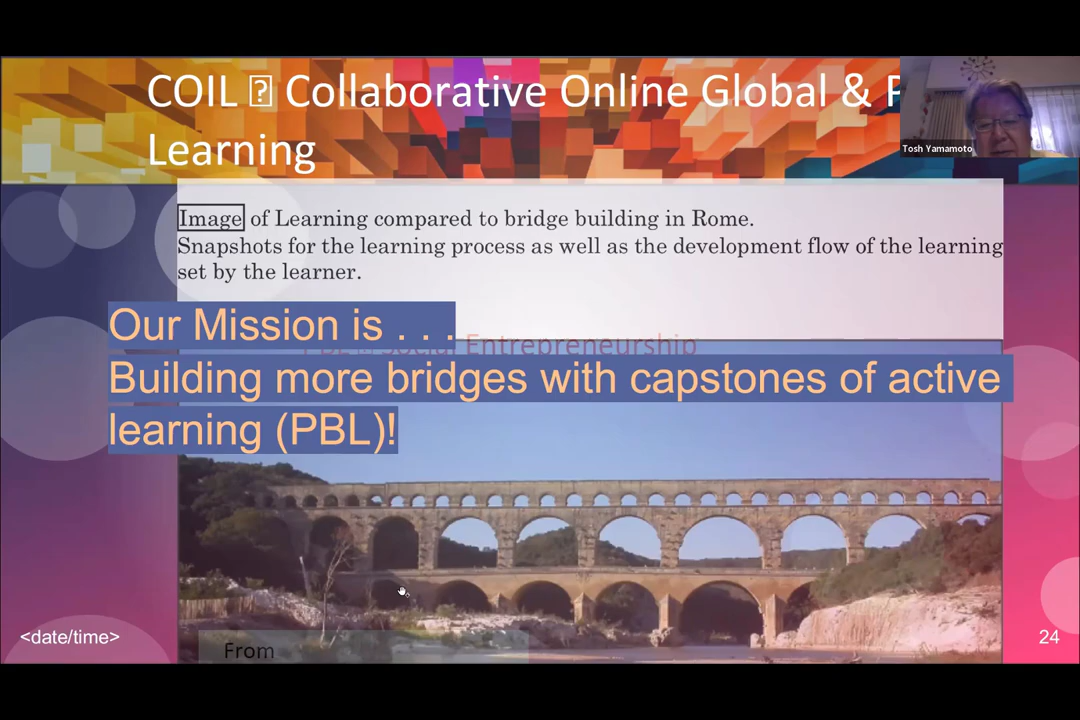 COIL ⍰ Collaborative Online Global & P
Learning
Tosh Yamamoto
Image of Learning compared to bridge building in Rome.
Snapshots for the learning process as well as the development flow of the learning
set by the learner.
Our Mission is . . .
Social Entrepreneurship
Building more bridges with capstones of active
learning (PBL)!
<date/time>
24
From